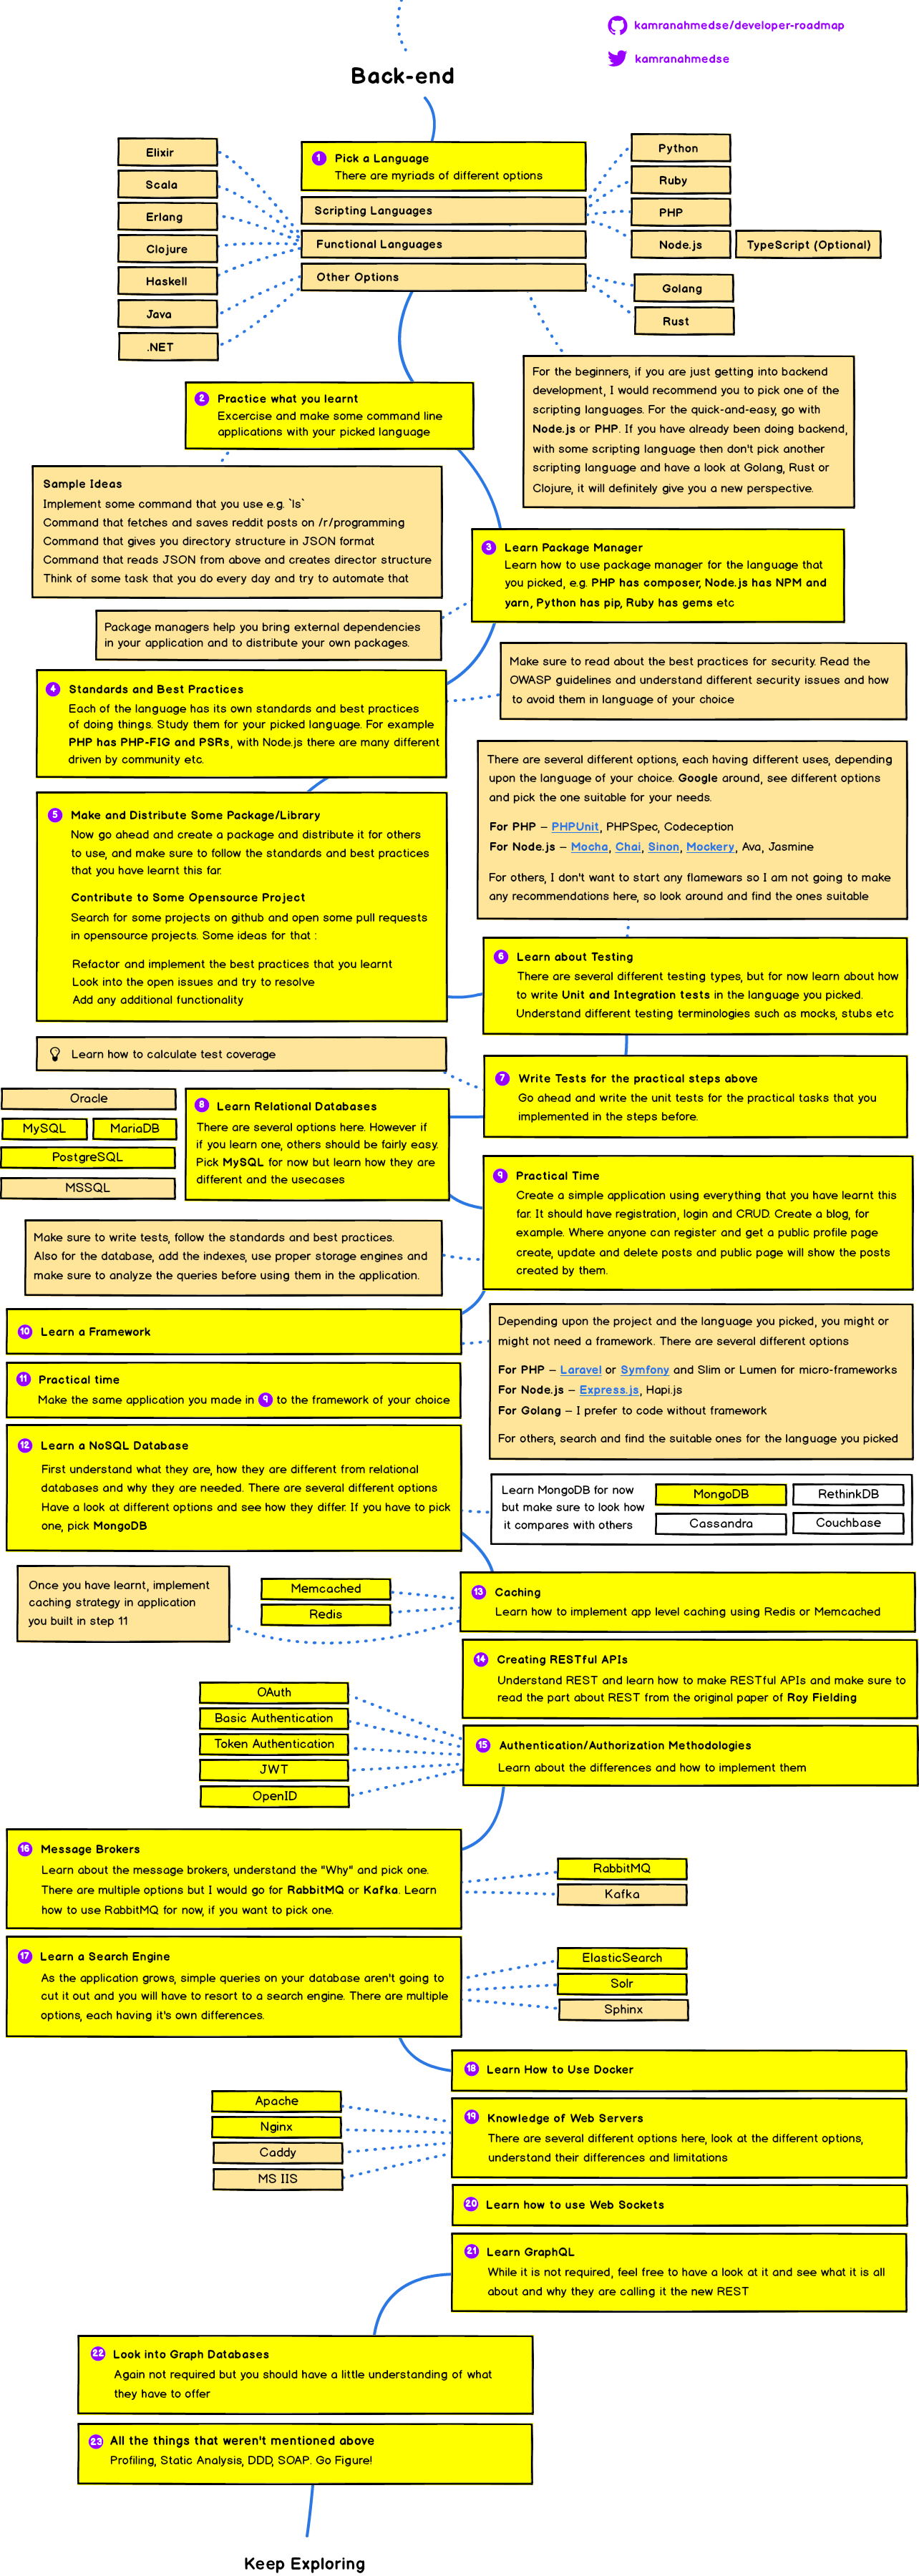 kamranahmedse/developer-roadmap
kamranahmedse
Back-end
1 Pick a Language
There are myriads of different options
Scripting Languages
Functional Languages
Other Options
Elixir
Scala
Erlang
Clojure
Haskell
Java
.NET
Python
Ruby
PHP
Node.js
TypeScript (Optional)
Golang
Rust
For the beginners, if you are just getting into backend
development, I would recommend you to pick one of the
scripting languages. For the quick-and-easy, go with
Node.js or PHP. If you have already been doing backend,
with some scripting language then don't pick another
scripting language and have a look at Golang, Rust or
Clojure, it will definitely give you a new perspective.
2 Practice what you learnt
Excercise and make some command line
applications with your picked language
Sample Ideas
Implement some command that you use e.g. `ls`
Command that fetches and saves reddit posts on /r/programming
Command that gives you directory structure in JSON format
Command that reads JSON from above and creates director structure
Think of some task that you do every day and try to automate that
3 Learn Package Manager
Learn how to use package manager for the language that
you picked, e.g. PHP has composer, Node.js has NPM and
yarn, Python has pip, Ruby has gems etc
Package managers help you bring external dependencies
in your application and to distribute your own packages.
4 Standards and Best Practices
Each of the language has its own standards and best practices
of doing things. Study them for your picked language. For example
PHP has PHP-FIG and PSRs, with Node.js there are many different
driven by community etc.
Make sure to read about the best practices for security. Read the
OWASP guidelines and understand different security issues and how
to avoid them in language of your choice
5 Make and Distribute Some Package/Library
Now go ahead and create a package and distribute it for others
to use, and make sure to follow the standards and best practices
that you have learnt this far.
Contribute to Some Opensource Project
Search for some projects on github and open some pull requests
in opensource projects. Some ideas for that :
Refactor and implement the best practices that you learnt
Look into the open issues and try to resolve
Add any additional functionality
There are several different options, each having different uses, depending
upon the language of your choice. Google around, see different options
and pick the one suitable for your needs.
For PHP – PHPUnit, PHPSpec, Codeception
For Node.js – Mocha, Chai, Sinon, Mockery, Ava, Jasmine
For others, I don't want to start any flamewars so I am not going to make
any recommendations here, so look around and find the ones suitable
6 Learn about Testing
There are several different testing types, but for now learn about how
to write Unit and Integration tests in the language you picked.
Understand different testing terminologies such as mocks, stubs etc
Learn how to calculate test coverage
7 Write Tests for the practical steps above
Go ahead and write the unit tests for the practical tasks that you
implemented in the steps before.
8 Learn Relational Databases
There are several options here. However if
if you learn one, others should be fairly easy.
Pick MySQL for now but learn how they are
different and the usecases
Oracle
MySQL
MariaDB
PostgreSQL
MSSQL
9 Practical Time
Create a simple application using everything that you have learnt this
far. It should have registration, login and CRUD. Create a blog, for
example. Where anyone can register and get a public profile page
create, update and delete posts and public page will show the posts
created by them.
Make sure to write tests, follow the standards and best practices.
Also for the database, add the indexes, use proper storage engines and
make sure to analyze the queries before using them in the application.
10 Learn a Framework
Depending upon the project and the language you picked, you might or
might not need a framework. There are several different options
For PHP – Laravel or Symfony and Slim or Lumen for micro-frameworks
For Node.js – Express.js, Hapi.js
For Golang – I prefer to code without framework
For others, search and find the suitable ones for the language you picked
11 Practical time
Make the same application you made in 9 to the framework of your choice
12 Learn a NoSQL Database
First understand what they are, how they are different from relational
databases and why they are needed. There are several different options
Have a look at different options and see how they differ. If you have to pick
one, pick MongoDB
Learn MongoDB for now
but make sure to look how
it compares with others
MongoDB
RethinkDB
Cassandra
Couchbase
13 Caching
Learn how to implement app level caching using Redis or Memcached
Memcached
Redis
Once you have learnt, implement
caching strategy in application
you built in step 11
14 Creating RESTful APIs
Understand REST and learn how to make RESTful APIs and make sure to
read the part about REST from the original paper of Roy Fielding
15 Authentication/Authorization Methodologies
Learn about the differences and how to implement them
OAuth
Basic Authentication
Token Authentication
JWT
OpenID
16 Message Brokers
Learn about the message brokers, understand the "Why" and pick one.
There are multiple options but I would go for RabbitMQ or Kafka. Learn
how to use RabbitMQ for now, if you want to pick one.
RabbitMQ
Kafka
17 Learn a Search Engine
As the application grows, simple queries on your database aren't going to
cut it out and you will have to resort to a search engine. There are multiple
options, each having it's own differences.
ElasticSearch
Solr
Sphinx
18 Learn How to Use Docker
19 Knowledge of Web Servers
There are several different options here, look at the different options,
understand their differences and limitations
Apache
Nginx
Caddy
MS IIS
20 Learn how to use Web Sockets
21 Learn GraphQL
While it is not required, feel free to have a look at it and see what it is all
about and why they are calling it the new REST
22 Look into Graph Databases
Again not required but you should have a little understanding of what
they have to offer
23 All the things that weren't mentioned above
Profiling, Static Analysis, DDD, SOAP. Go Figure!
Keep Exploring